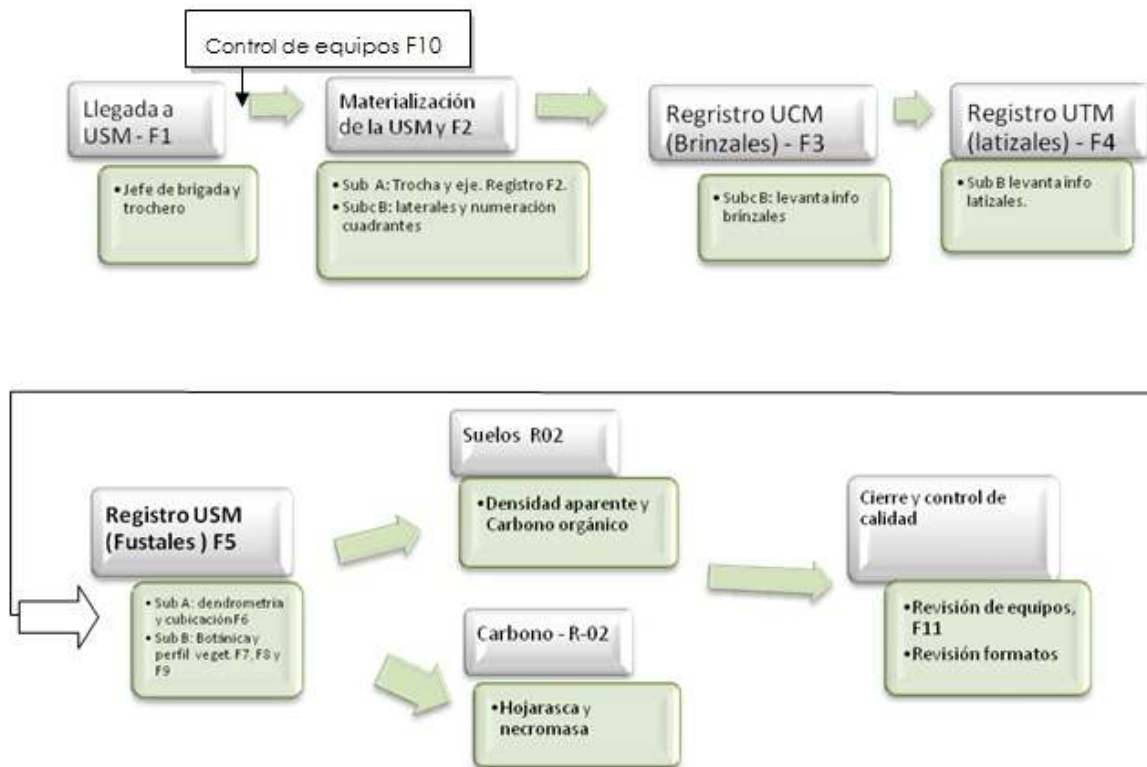 Control de equipos F10
Llegada a
USM - F1
•Jefe de brigada y
trochero
Materialización
de la USM y F2
• Sub A: Trocha y eje. Registro F2.
• Subc B: laterales y numeración
cuadrantes
Regristro UCM
(Brinzales) - F3
• Subc B: levanta info
brinzales
Registro UTM
(latizales) - F4
• Sub B levanta info
latizales.
Registro USM
(Fustales ) F5
• Sub A: dendrometria
y cubicación F6
• Sub B: Botánica y
perfil veget. F7, F8 y
F9
Suelos R02
•Densidad aparente y
Carbono orgánico
Carbono - R-02
•Hojarasca y
necromasa
Cierre y control de
calidad
•Revisión de equipos,
F11
•Revisión formatos